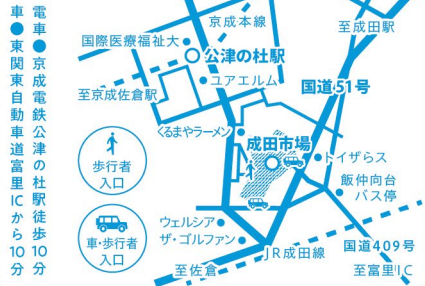 電車●京成電鉄公津の杜駅徒歩10分
車●東関東自動車道富里ICから10分
京成本線
至成田駅
国際医療福祉大
公津の杜駅
ユアエルム
国道51号
至京成佐倉駅
くるまやラーメン
成田市場
トイザらス
歩行者
入口
飯仲向台
バス停
ウェルシア
ザ・ゴルファン
車・歩行者
入口
JR成田線
国道409号
至佐倉
至富里IC